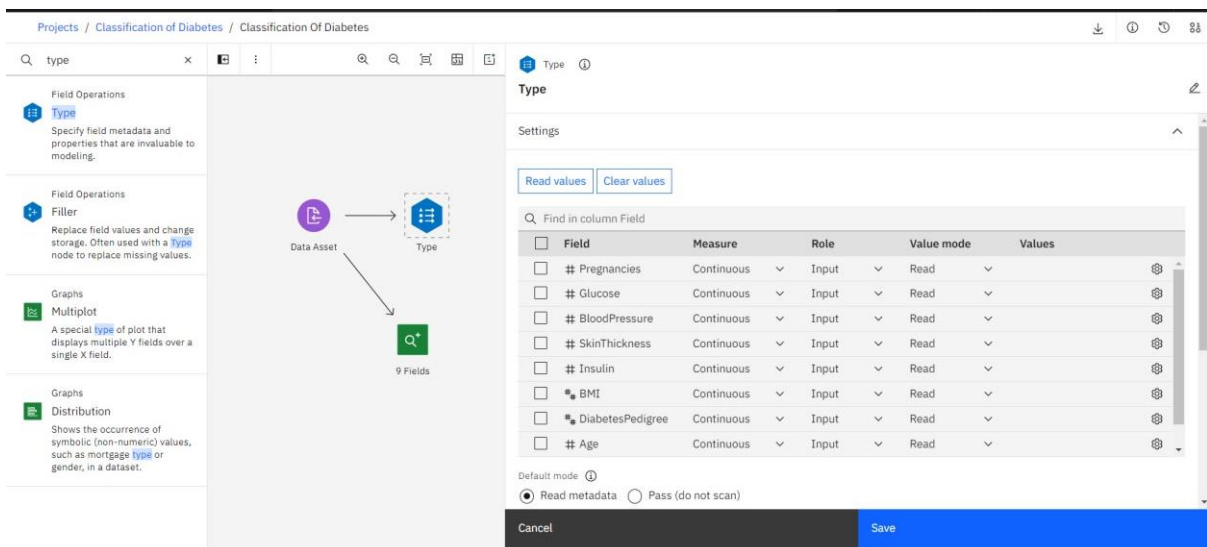 Projects / Classification of Diabetes / Classification Of Diabetes
type
Field Operations
Type
Specify field metadata and
properties that are invaluable to
modeling.
Field Operations
Filler
Replace field values and change
storage. Often used with a Type
node to replace missing values.
Graphs
Multiplot
A special type of plot that
displays multiple Y fields over a
single X field.
Graphs
Distribution
Shows the occurrence of
symbolic (non-numeric) values,
such as mortgage type or
gender, in a dataset.
Data Asset
Type
9 Fields
Type
Type
Settings
Read values Clear values
Find in column Field
Field Measure Role Value mode Values
# Pregnancies Continuous Input Read
# Glucose Continuous Input Read
# BloodPressure Continuous Input Read
# SkinThickness Continuous Input Read
# Insulin Continuous Input Read
BMI Continuous Input Read
DiabetesPedigree Continuous Input Read
# Age Continuous Input Read
Default mode
Read metadata Pass (do not scan)
Cancel Save